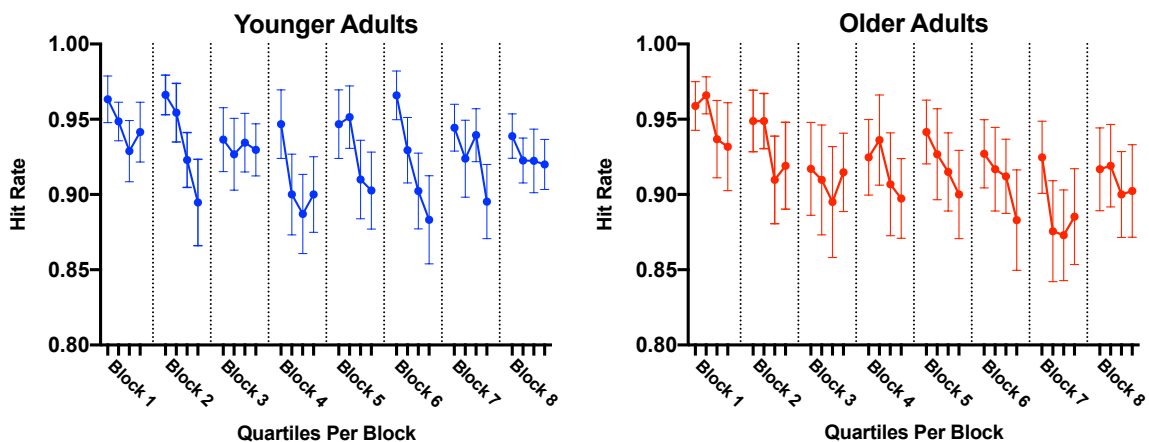 Younger Adults
Hit Rate
1.00
0.95
0.90
0.85
0.80
Block 1
Block 2
Block 3
Block 4
Block 5
Block 6
Block 7
Block 8
Quartiles Per Block
Older Adults
Hit Rate
1.00
0.95
0.90
0.85
0.80
Block 1
Block 2
Block 3
Block 4
Block 5
Block 6
Block 7
Block 8
Quartiles Per Block